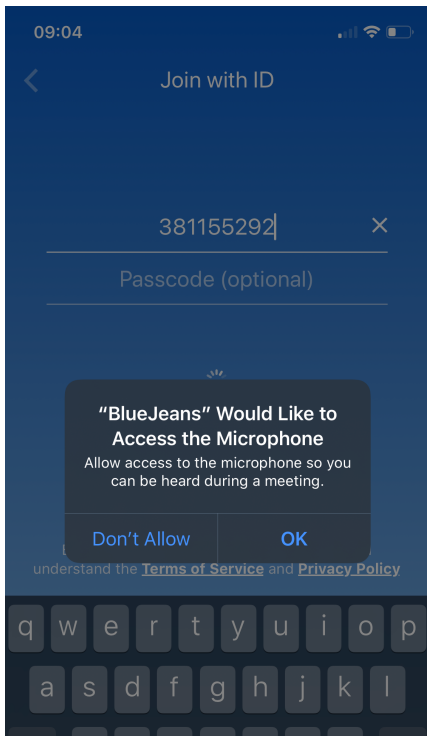 09:04
Join with ID
381155292
Passcode (optional)
“BlueJeans” Would Like to
Access the Microphone
Allow access to the microphone so you
can be heard during a meeting.
Don’t Allow
OK
understand the Terms of Service and Privacy Policy
q w e r t y u i o p
a s d f g h j k l